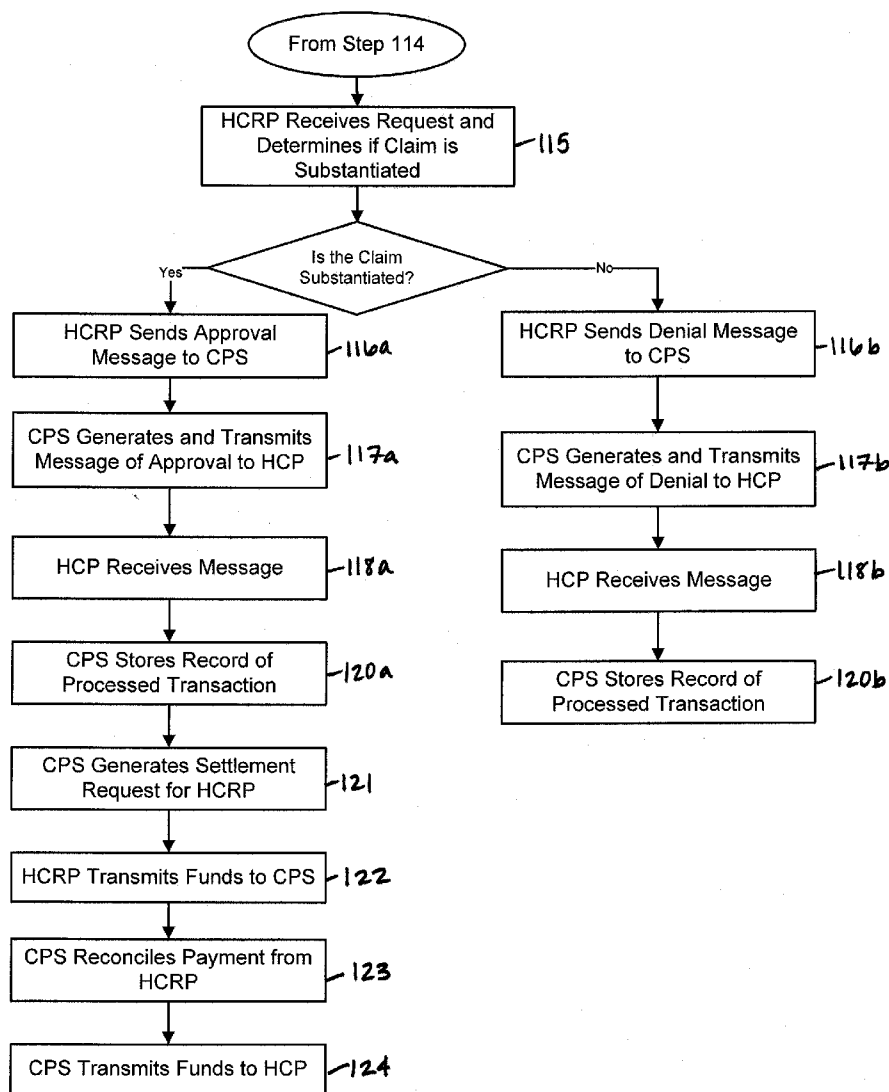 From Step 114
HCRP Receives Request and
Determines if Claim is
Substantiated
115
Is the Claim
Substantiated?
Yes
No
HCRP Sends Approval
Message to CPS
116a
CPS Generates and Transmits
Message of Approval to HCP
117a
HCP Receives Message
118a
CPS Stores Record of
Processed Transaction
120a
CPS Generates Settlement
Request for HCRP
121
HCRP Transmits Funds to CPS
122
CPS Reconciles Payment from
HCRP
123
CPS Transmits Funds to HCP
124
HCRP Sends Denial Message
to CPS
116b
CPS Generates and Transmits
Message of Denial to HCP
117b
HCP Receives Message
118b
CPS Stores Record of
Processed Transaction
120b